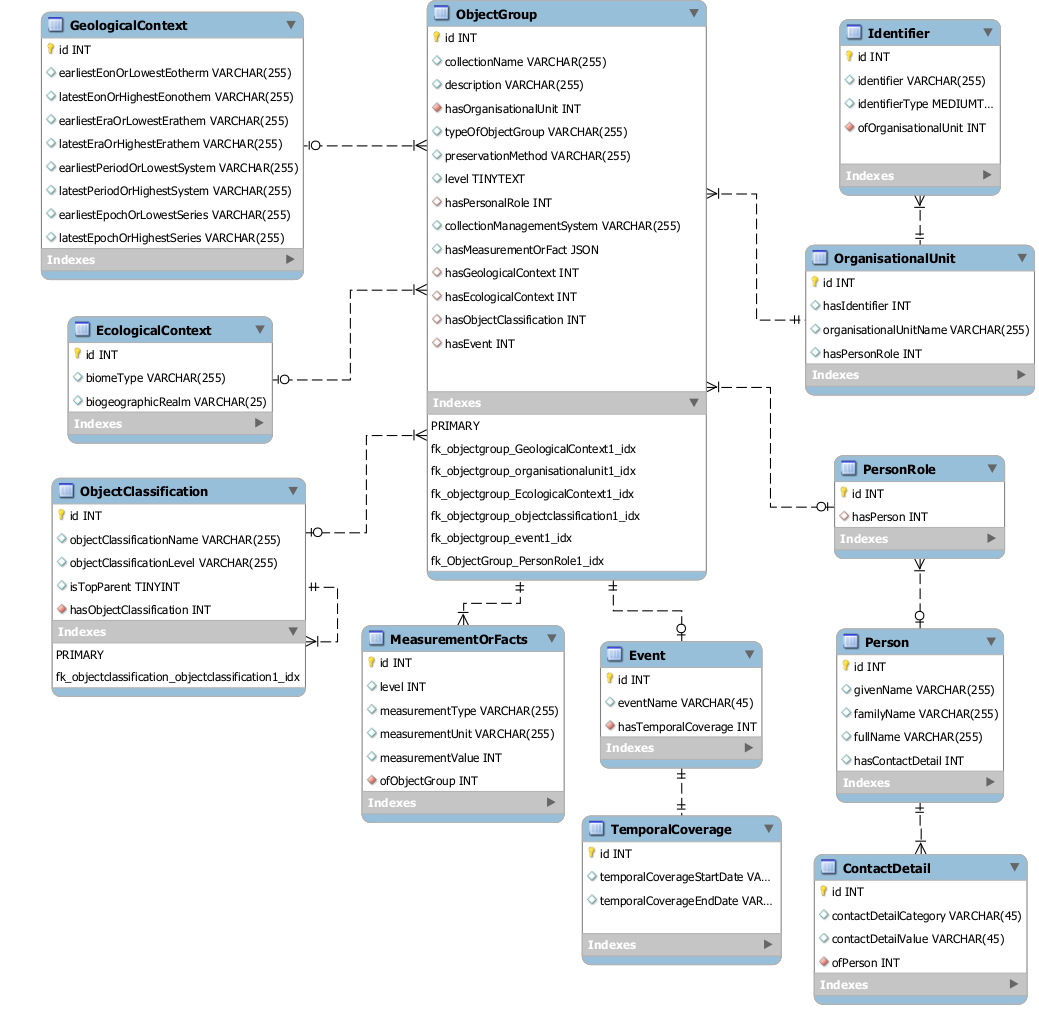 GeologicalContext
id INT
earliestEonOrLowestEotherm VARCHAR(255)
latestEonOrHighestEonothem VARCHAR(255)
earliestEraOrLowestErathem VARCHAR(255)
latestEraOrHighestErathem VARCHAR(255)
earliestPeriodOrLowestSystem VARCHAR(255)
latestPeriodOrHighestSystem VARCHAR(255)
earliestEpochOrLowestSeries VARCHAR(255)
latestEpochOrHighestSeries VARCHAR(255)
Indexes
EcologicalContext
id INT
biomeType VARCHAR(255)
biogeographicRealm VARCHAR(25)
Indexes
ObjectClassification
id INT
objectClassificationName VARCHAR(255)
objectClassificationLevel VARCHAR(255)
isTopParent TINYINT
hasObjectClassification INT
Indexes
PRIMARY
fk_objectclassification_objectclassification1_idx
ObjectGroup
id INT
collectionName VARCHAR(255)
description VARCHAR(255)
hasOrganisationalUnit INT
typeOfObjectGroup VARCHAR(255)
preservationMethod VARCHAR(255)
level TINYTEXT
hasPersonalRole INT
collectionManagementSystem VARCHAR(255)
hasMeasurementOrFact JSON
hasGeologicalContext INT
hasEcologicalContext INT
hasObjectClassification INT
hasEvent INT
Indexes
PRIMARY
fk_objectgroup_GeologicalContext1_idx
fk_objectgroup_organisationalunit1_idx
fk_objectgroup_EcologicalContext1_idx
fk_objectgroup_objectclassification1_idx
fk_objectgroup_event1_idx
fk_ObjectGroup_PersonRole1_idx
MeasurementOrFacts
id INT
level INT
measurementType VARCHAR(255)
measurementUnit VARCHAR(255)
measurementValue INT
ofObjectGroup INT
Indexes
Event
id INT
eventName VARCHAR(45)
hasTemporalCoverage INT
Indexes
TemporalCoverage
id INT
temporalCoverageStartDate VA...
temporalCoverageEndDate VAR...
Indexes
Identifier
id INT
identifier VARCHAR(255)
identifierType MEDIUMT...
ofOrganisationalUnit INT
Indexes
OrganisationalUnit
id INT
hasIdentifier INT
organisationalUnitName VARCHAR(255)
hasPersonRole INT
Indexes
PersonRole
id INT
hasPerson INT
Indexes
Person
id INT
givenName VARCHAR(255)
familyName VARCHAR(255)
fullName VARCHAR(255)
hasContactDetail INT
Indexes
ContactDetail
id INT
contactDetailCategory VARCHAR(45)
contactDetailValue VARCHAR(45)
ofPerson INT
Indexes